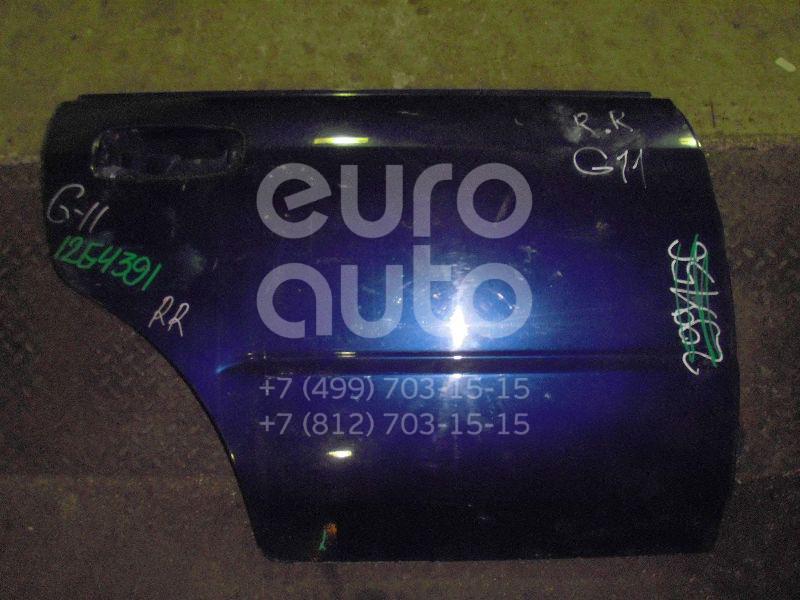 R.R
G11
G-11
1254391
RR
euro
auto
+7 (499) 703-15-15
+7 (812) 703-15-15